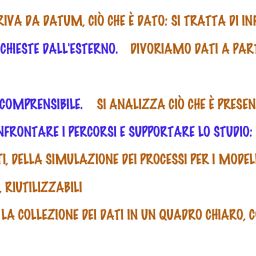 RIVA DA DATUM, CIÒ CHE È DATO: SI TRATTA DI INF
CHIESTE DALL'ESTERNO. DIVORIAMO DATI A PART
COMPRENSIBILE. SI ANALIZZA CIÒ CHE È PRESEN
NFRONTARE I PERCORSI E SUPPORTARE LO STUDIO:
TI, DELLA SIMULAZIONE DEI PROCESSI PER I MODEL
, RIUTILIZZABILI
LA COLLEZIONE DEI DATI IN UN QUADRO CHIARO, CO